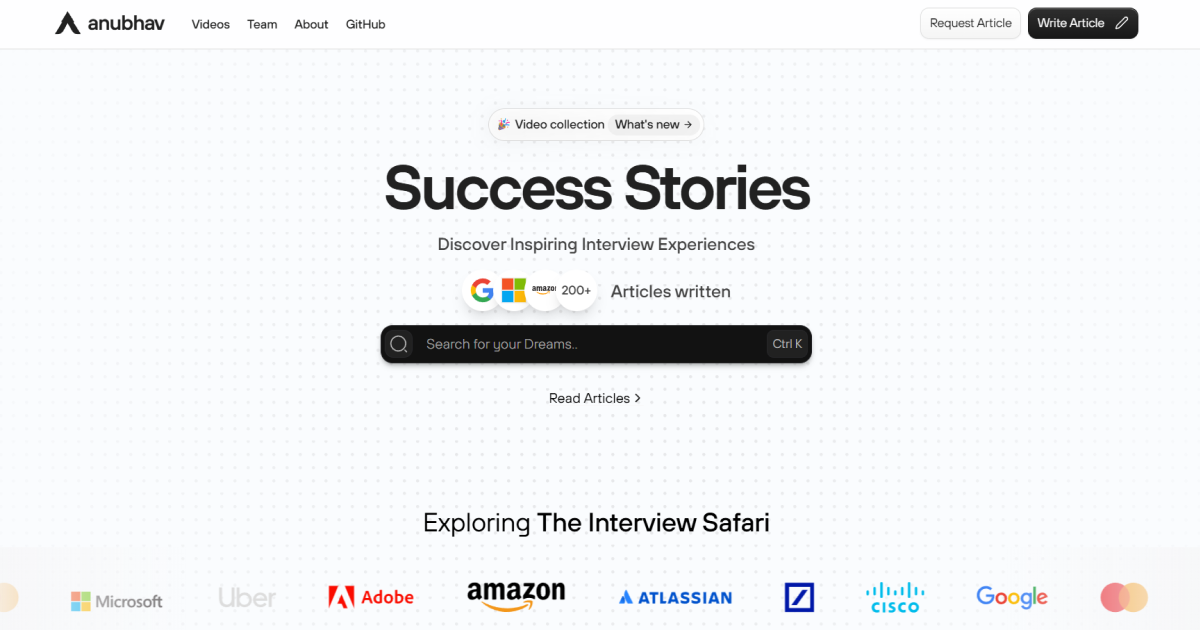 anubhav Videos Team About GitHub Request Article Write Article
🎉 Video collection What's new →
Success Stories
Discover Inspiring Interview Experiences
amazon 200+ Articles written
Search for your Dreams.. Ctrl K
Read Articles >
Exploring The Interview Safari
Microsoft Uber Adobe amazon ATLASSIAN CISCO Google